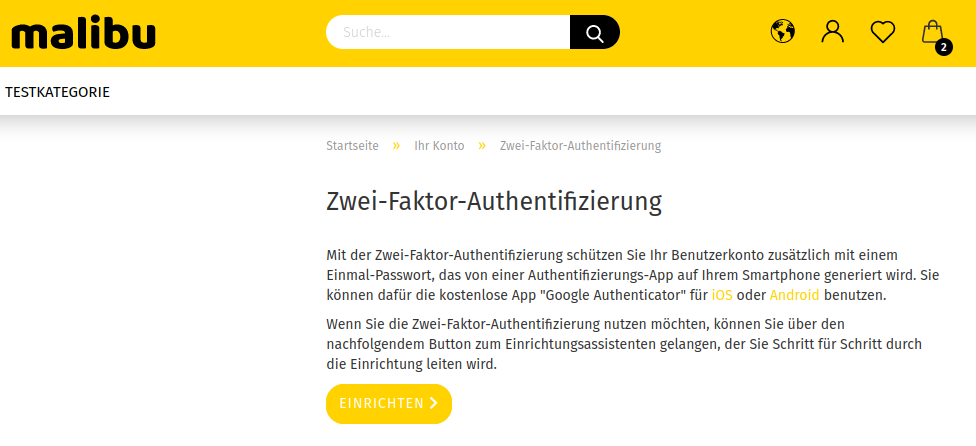 malibu
Suche...
2
TESTKATEGORIE
Startseite » Ihr Konto » Zwei-Faktor-Authentifizierung
Zwei-Faktor-Authentifizierung
Mit der Zwei-Faktor-Authentifizierung schützen Sie Ihr Benutzerkonto zusätzlich mit einem
Einmal-Passwort, das von einer Authentifizierungs-App auf Ihrem Smartphone generiert wird. Sie
können dafür die kostenlose App "Google Authenticator" für iOS oder Android benutzen.
Wenn Sie die Zwei-Faktor-Authentifizierung nutzen möchten, können Sie über den
nachfolgendem Button zum Einrichtungsassistenten gelangen, der Sie Schritt für Schritt durch
die Einrichtung leiten wird.
EINRICHTEN